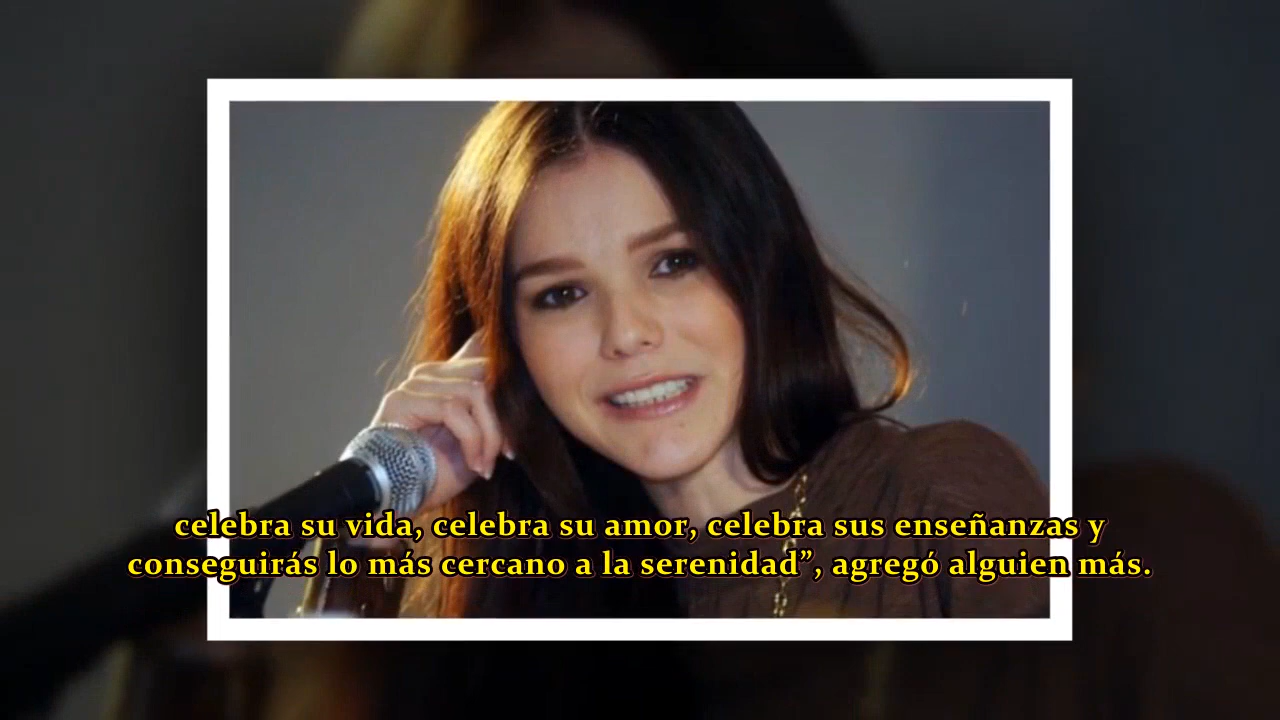 celebra su vida, celebra su amor, celebra sus enseñanzas y
conseguirás lo más cercano a la serenidad”, agregó alguien más.